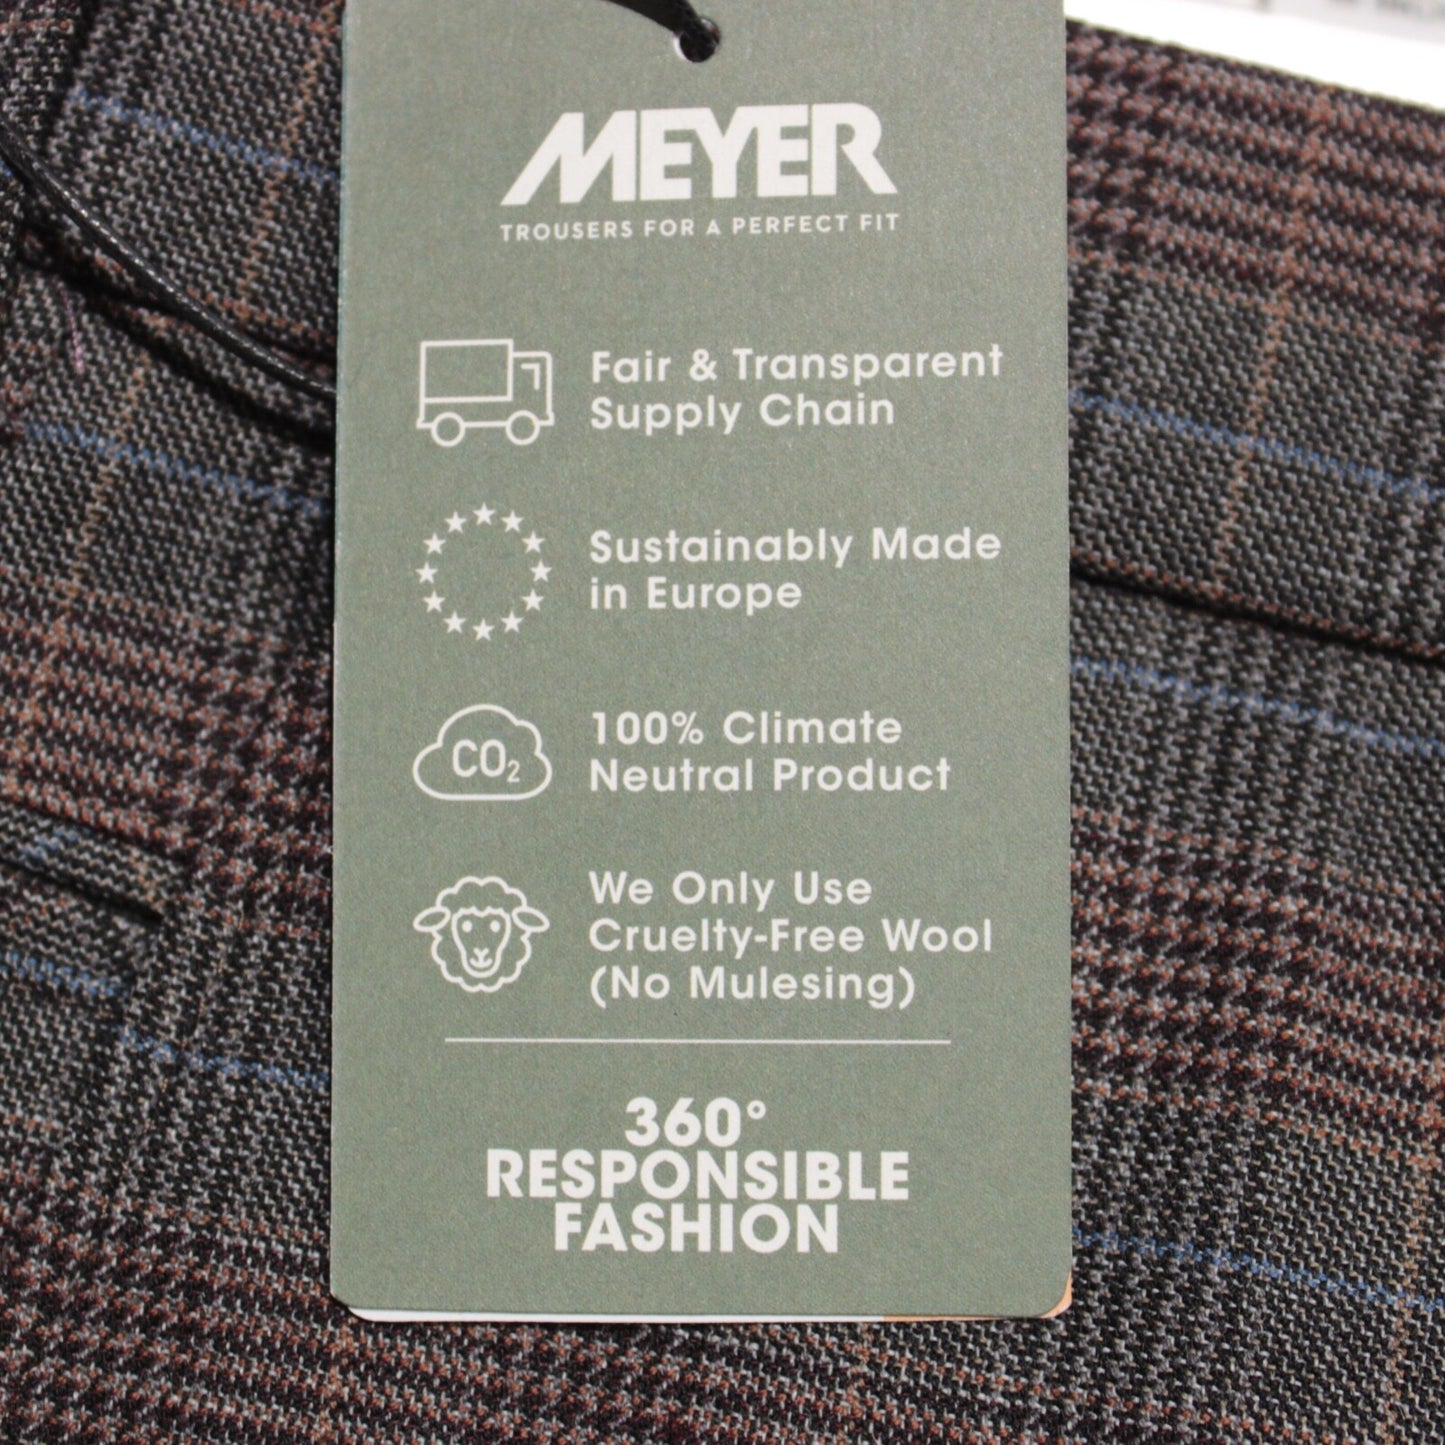 MEYER
TROUSERS FOR A PERFECT FIT
Fair & Transparent
Supply Chain
Sustainably Made
in Europe
CO₂
100% Climate
Neutral Product
We Only Use
Cruelty-Free Wool
(No Mulesing)
360°
RESPONSIBLE
FASHION